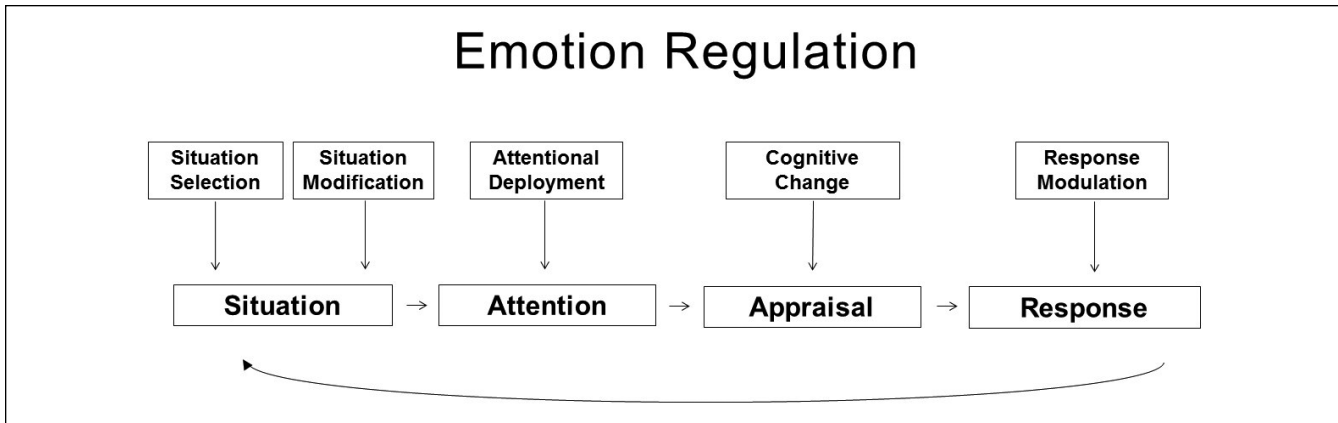 Emotion Regulation
Situation
Selection
Situation
Modification
Attentional
Deployment
Cognitive
Change
Response
Modulation
Situation
Attention
Appraisal
Response